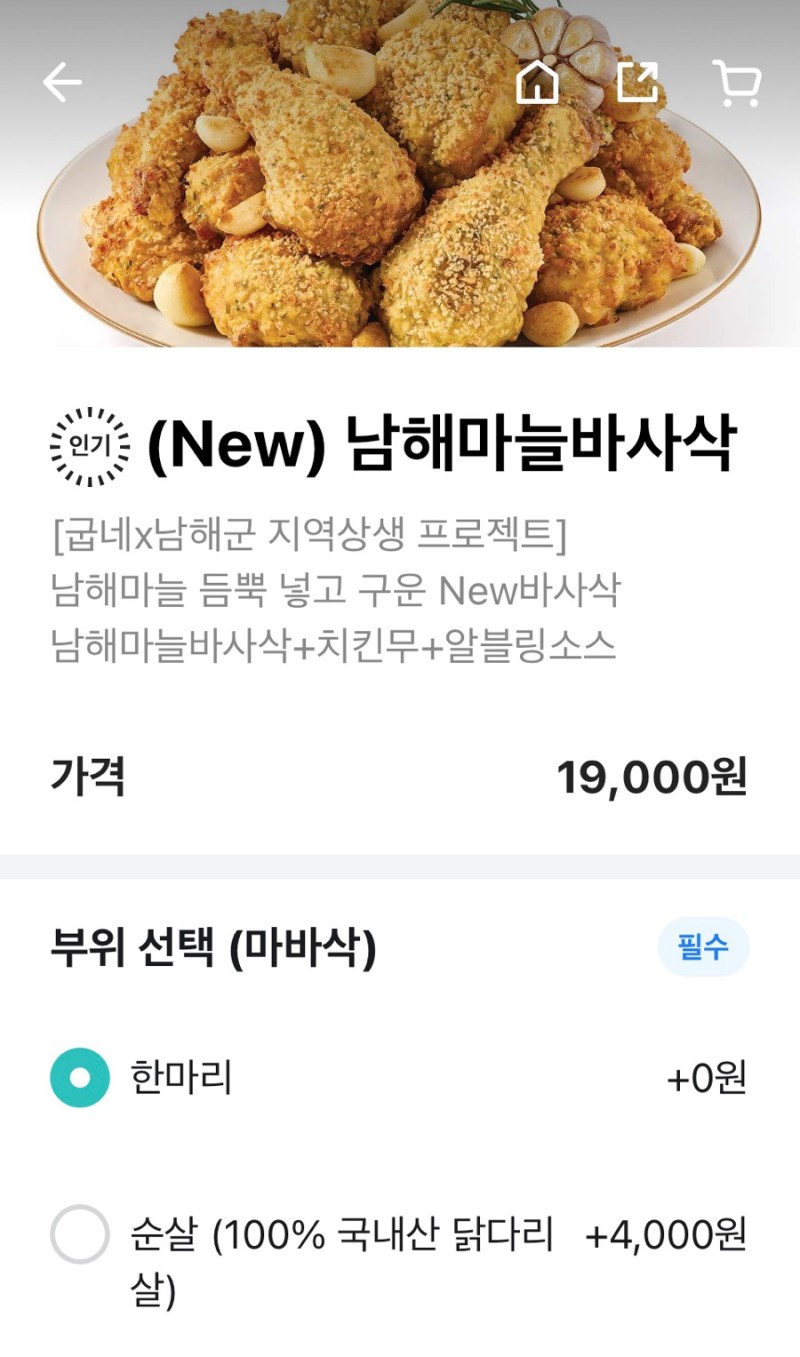 인기 (New) 남해마늘바사삭
[굽네x남해군 지역상생 프로젝트]
남해마늘 듬뿍 넣고 구운 New바사삭
남해마늘바사삭+치킨무+알블링소스
가격 19,000원
부위 선택 (마바삭) 필수
한마리 +0원
순살 (100% 국내산 닭다리 +4,000원
살)